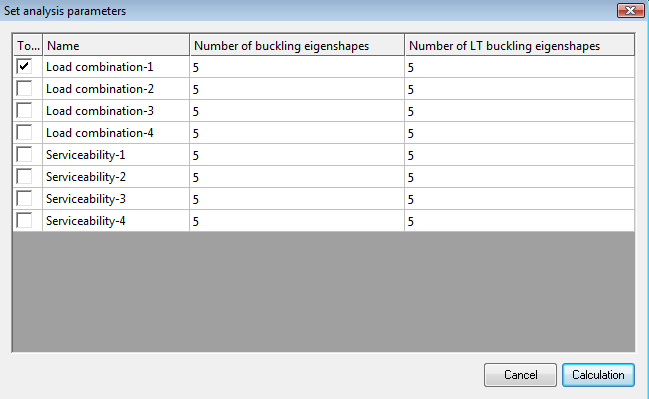 Set analysis parameters
To... Name Number of buckling eigenshapes Number of LT buckling eigenshapes
Load combination-1 5 5
Load combination-2 5 5
Load combination-3 5 5
Load combination-4 5 5
Serviceability-1 5 5
Serviceability-2 5 5
Serviceability-3 5 5
Serviceability-4 5 5
Cancel Calculation